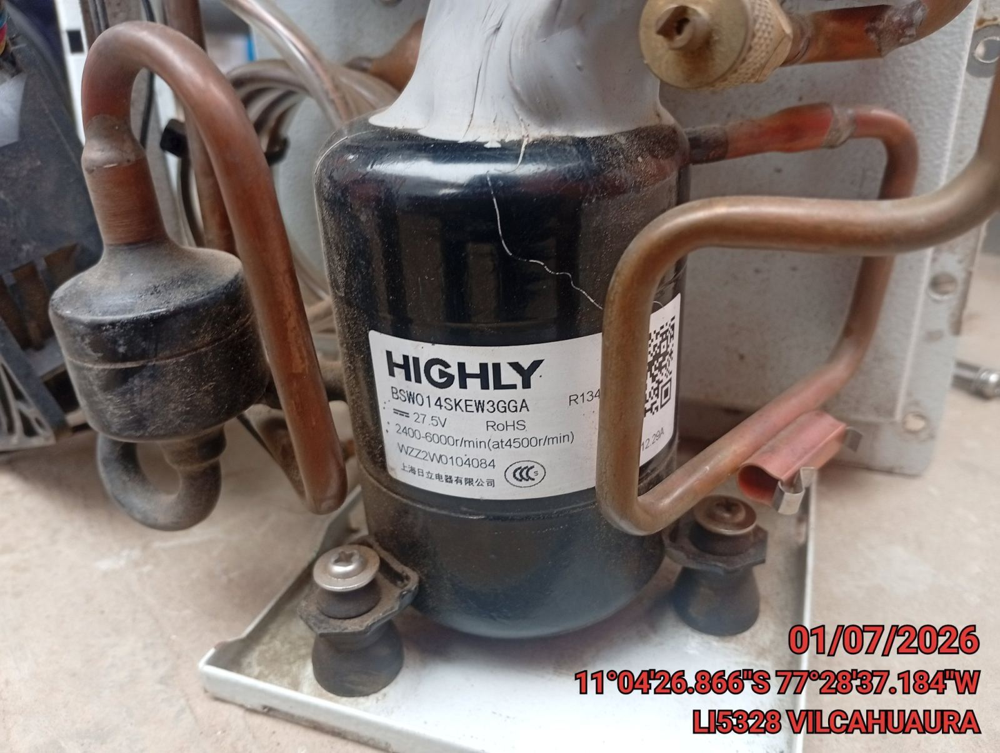 HIGHLY
BSW014SKEW3GGA R134
27.5V RoHS
2400-6000r/min(at4500r/min)
WZZ2W0104084
上海日立电器有限公司
CCC S
12.29A
01/07/2026
11°04'26.866"S 77°28'37.184"W
LI5328 VILCAHUAURA